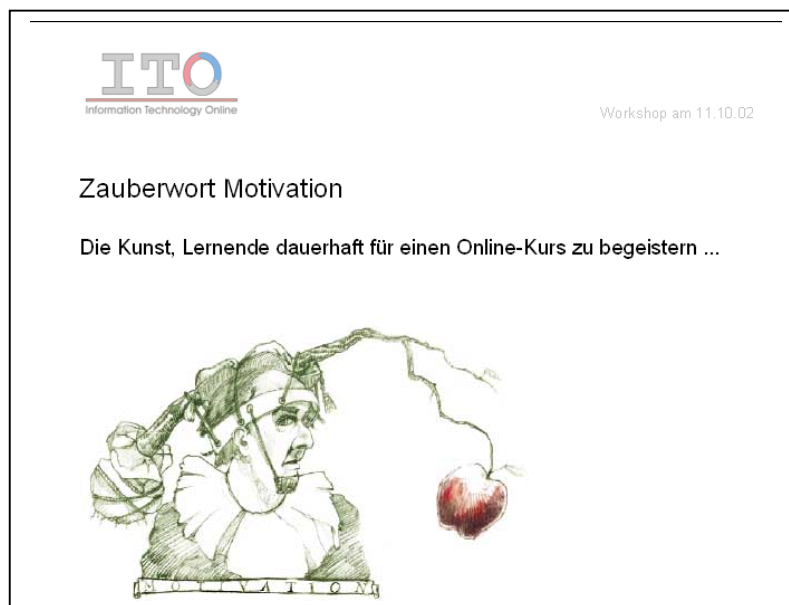 ITO
Information Technology Online
Workshop am 11.10.02
Zauberwort Motivation
Die Kunst, Lernende dauerhaft für einen Online-Kurs zu begeistern ...
MOTIVATION